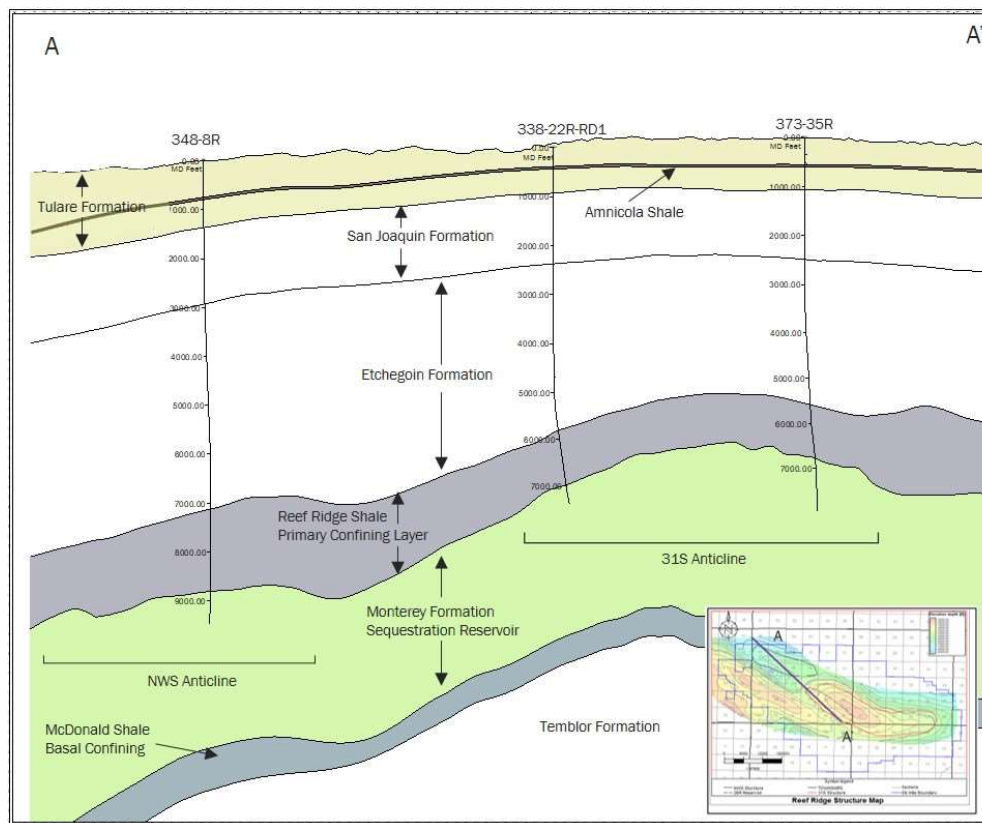 A
A'
348-8R
338-22R-RD1
373-35R
0.00
MD Feet
1000.00
2000.00
3000.00
4000.00
5000.00
6000.00
7000.00
8000.00
9000.00
0.00
MD Feet
1000.00
2000.00
3000.00
4000.00
5000.00
6000.00
7000.00
0.00
MD Feet
1000.00
2000.00
3000.00
4000.00
5000.00
6000.00
7000.00
Tulare Formation
Amnicola Shale
San Joaquin Formation
Etchegoin Formation
Reef Ridge Shale
Primary Confining Layer
31S Anticline
Monterey Formation
Sequestration Reservoir
NWS Anticline
McDonald Shale
Basal Confining
Temblor Formation
A
A'
Reef Ridge Structure Map